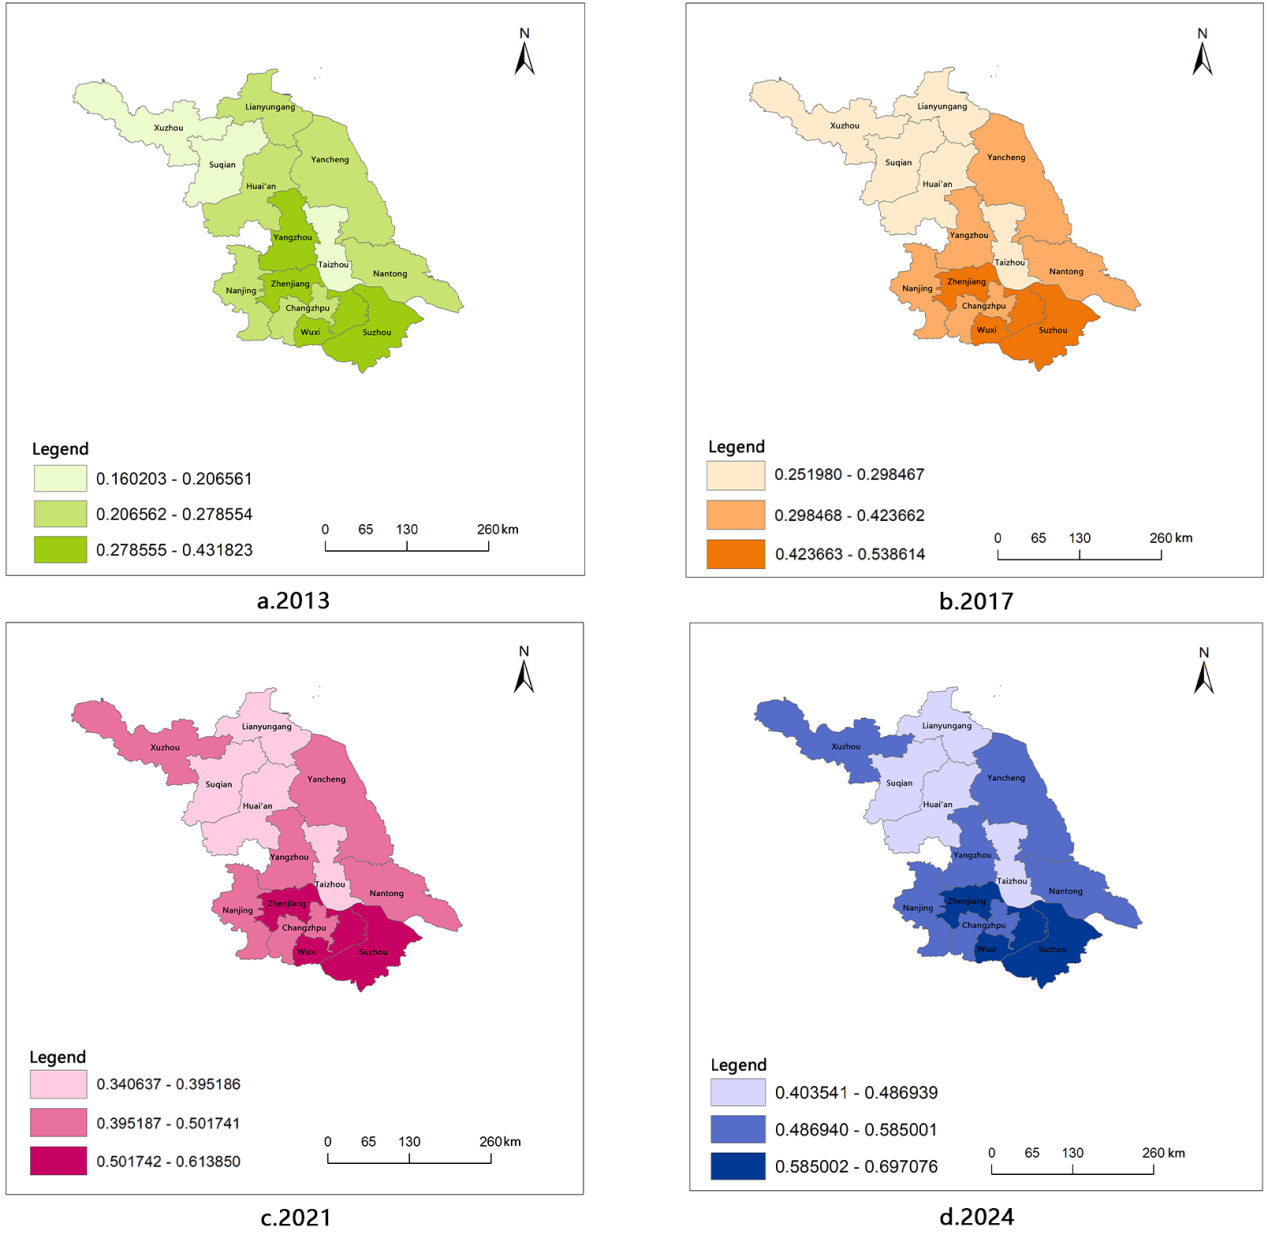 N
Lianyungang
Xuzhou
Yancheng
Suqian
Huai'an
Yangzhou
Taizhou
Nantong
Zhenjiang
Nanjing
Changzhpu
Wuxi
Suzhou
Legend
0.160203 - 0.206561
0.206562 - 0.278554
0.278555 - 0.431823
0 65 130 260 km
a.2013
N
Lianyungang
Xuzhou
Yancheng
Suqian
Huai'an
Yangzhou
Taizhou
Nantong
Zhenjiang
Nanjing
Changzhpu
Wuxi
Suzhou
Legend
0.251980 - 0.298467
0.298468 - 0.423662
0.423663 - 0.538614
0 65 130 260 km
b.2017
N
Lianyungang
Xuzhou
Yancheng
Suqian
Huai'an
Yangzhou
Taizhou
Nantong
Zhenjiang
Nanjing
Changzhpu
Wuxi
Suzhou
Legend
0.340637 - 0.395186
0.395187 - 0.501741
0.501742 - 0.613850
0 65 130 260 km
c.2021
N
Lianyungang
Xuzhou
Yancheng
Suqian
Huai'an
Yangzhou
Taizhou
Nantong
Zhenjiang
Nanjing
Changzhpu
Wuxi
Suzhou
Legend
0.403541 - 0.486939
0.486940 - 0.585001
0.585002 - 0.697076
0 65 130 260 km
d.2024